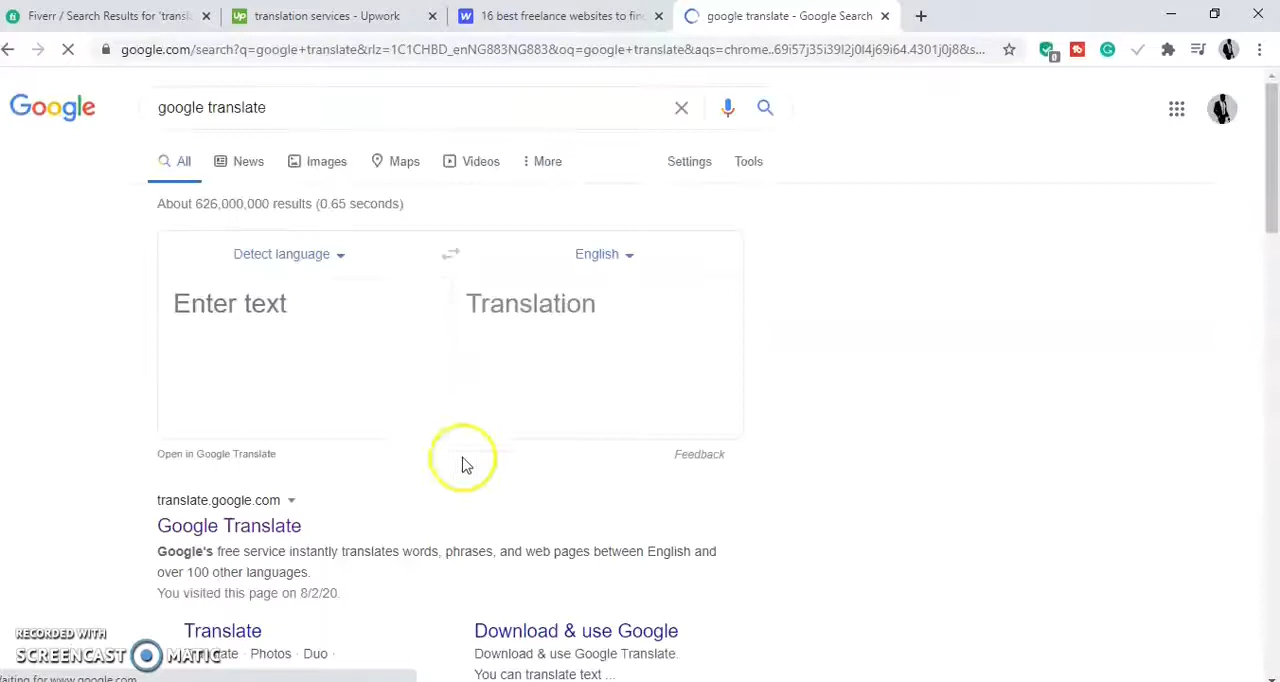 Fiverr / Search Results for 'transl
translation services - Upwork
16 best freelance websites to fin
google translate - Google Search
google.com/search?q=google+translate&rlz=1C1CHBD_enNG883NG883&oq=google+translate&aqs=chrome..69i57j35i39l2j0l4j69i64.4301j0j8&s...
Google
google translate
All
News
Images
Maps
Videos
More
Settings
Tools
About 626,000,000 results (0.65 seconds)
Detect language
English
Enter text
Translation
Open in Google Translate
Feedback
translate.google.com
Google Translate
Google's free service instantly translates words, phrases, and web pages between English and
over 100 other languages.
You visited this page on 8/2/20.
Translate
Download & use Google
· Photos · Duo ·
Download & use Google Translate.
You can translate text ...
RECORDED WITH
SCREENCAST MATIC
Waiting for www.google.com